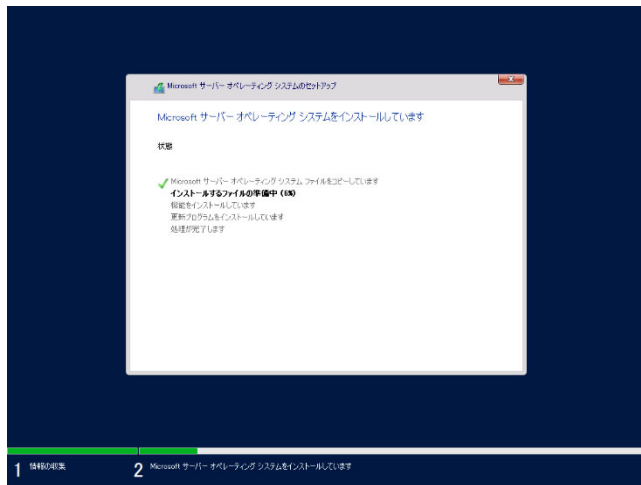 Microsoft サーバー オペレーティング システムのセットアップ
Microsoft サーバー オペレーティング システムをインストールしています
状態
Microsoft サーバー オペレーティング システム ファイルをコピーしています
インストールするファイルの準備中 (6%)
機能をインストールしています
更新プログラムをインストールしています
処理が完了します
1 情報の収集
2 Microsoft サーバー オペレーティング システムをインストールしています